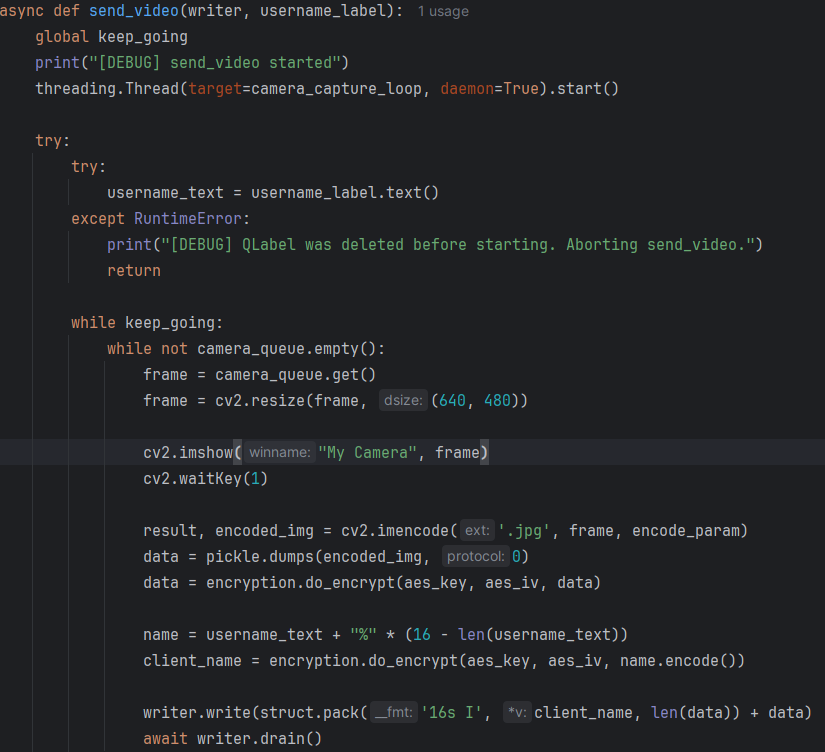 async def send_video(writer, username_label):  1 usage
    global keep_going
    print("[DEBUG] send_video started")
    threading.Thread(target=camera_capture_loop, daemon=True).start()

    try:
        try:
            username_text = username_label.text()
        except RuntimeError:
            print("[DEBUG] QLabel was deleted before starting. Aborting send_video.")
            return

        while keep_going:
            while not camera_queue.empty():
                frame = camera_queue.get()
                frame = cv2.resize(frame, dsize: (640, 480))

                cv2.imshow( winname: "My Camera", frame)
                cv2.waitKey(1)

                result, encoded_img = cv2.imencode( ext: '.jpg', frame, encode_param)
                data = pickle.dumps(encoded_img, protocol: 0)
                data = encryption.do_encrypt(aes_key, aes_iv, data)

                name = username_text + "%" * (16 - len(username_text))
                client_name = encryption.do_encrypt(aes_key, aes_iv, name.encode())

                writer.write(struct.pack( __fmt: '16s I', *v: client_name, len(data)) + data)
                await writer.drain()